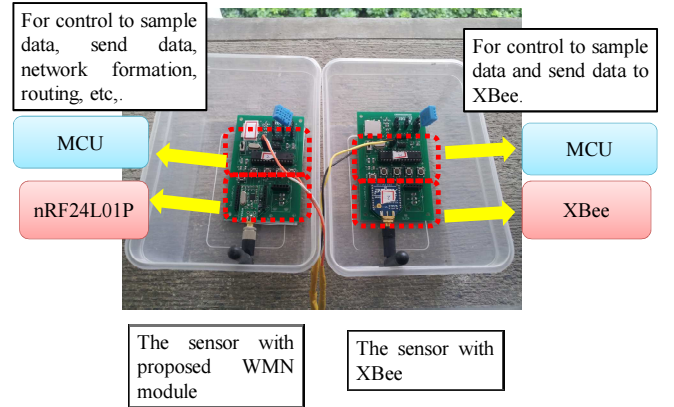 For control to sample
data, send data,
network formation,
routing, etc,.
For control to sample
data and send data to
XBee.
MCU
nRF24L01P
MCU
XBee
The sensor with
proposed WMN
module
The sensor with
XBee